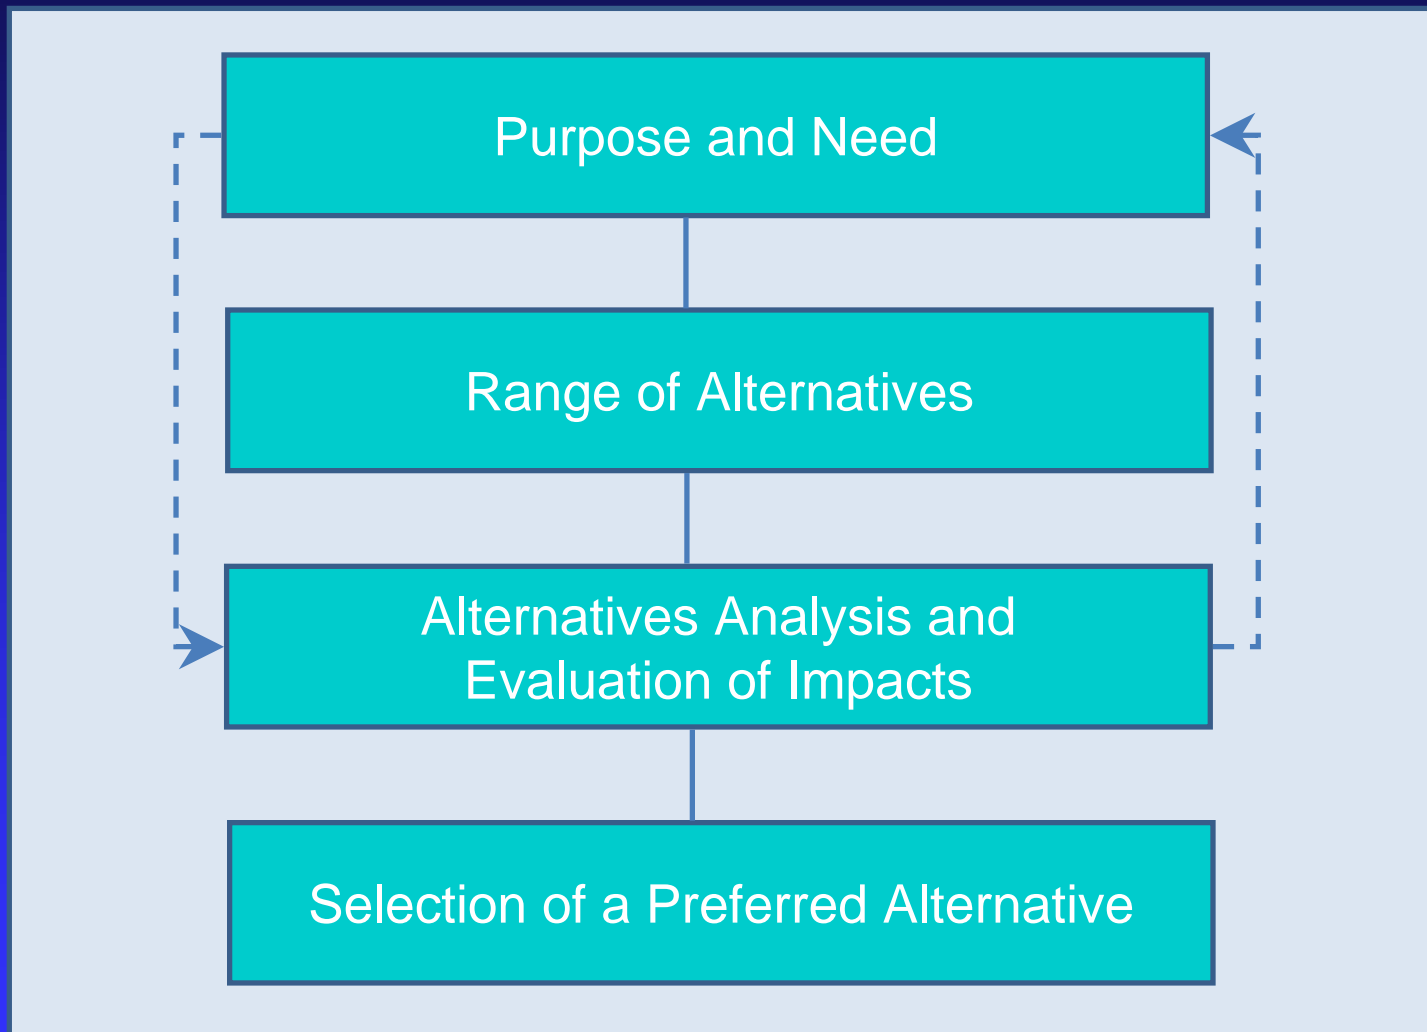 Purpose and Need
Range of Alternatives
Alternatives Analysis and
Evaluation of Impacts
Selection of a Preferred Alternative